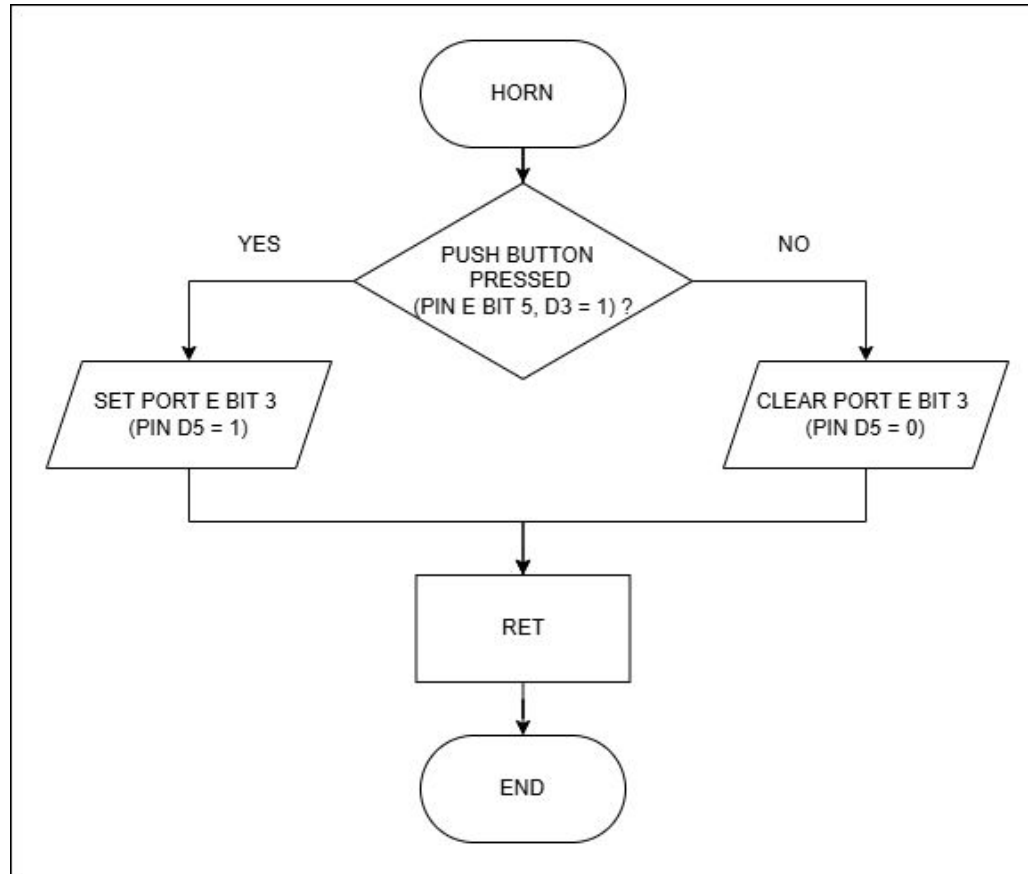 HORN
YES
NO
PUSH BUTTON
PRESSED
(PIN E BIT 5, D3 = 1) ?
SET PORT E BIT 3
(PIN D5 = 1)
CLEAR PORT E BIT 3
(PIN D5 = 0)
RET
END